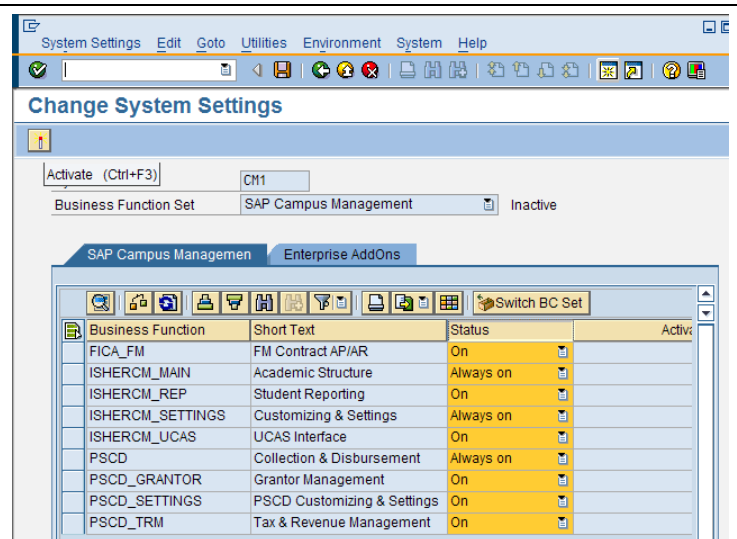 System Settings Edit Goto Utilities Environment System Help
Change System Settings
Activate (Ctrl+F3)
CM1
Business Function Set SAP Campus Management Inactive
SAP Campus Managemen Enterprise AddOns
Switch BC Set
Business Function Short Text Status Activa
FICA_FM FM Contract AP/AR On
ISHERCM_MAIN Academic Structure Always on
ISHERCM_REP Student Reporting On
ISHERCM_SETTINGS Customizing & Settings Always on
ISHERCM_UCAS UCAS Interface On
PSCD Collection & Disbursement Always on
PSCD_GRANTOR Grantor Management On
PSCD_SETTINGS PSCD Customizing & Settings On
PSCD_TRM Tax & Revenue Management On